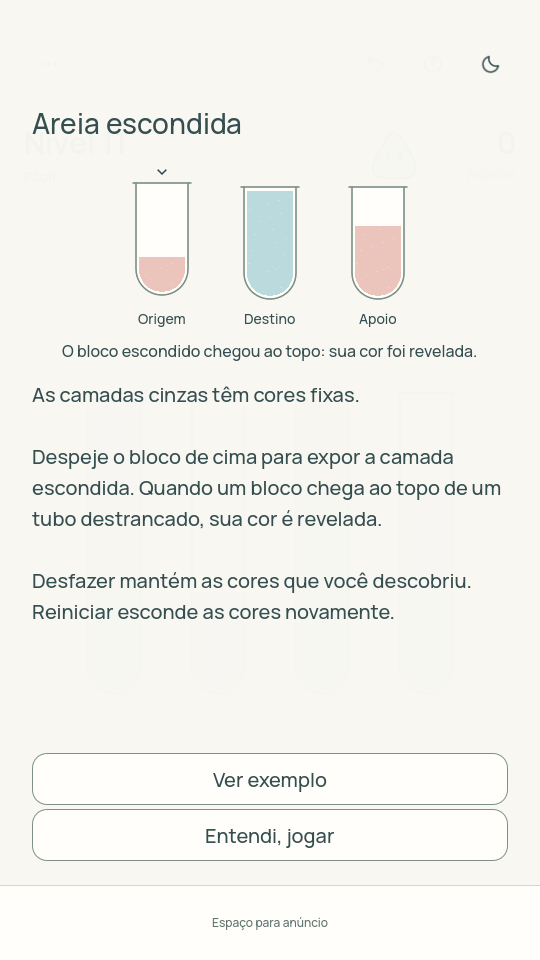 Areia escondida
Nível 11
0
Origem
Destino
Apoio
O bloco escondido chegou ao topo: sua cor foi revelada.
As camadas cinzas têm cores fixas.
Despeje o bloco de cima para expor a camada
escondida. Quando um bloco chega ao topo de um
tubo destrancado, sua cor é revelada.
Desfazer mantém as cores que você descobriu.
Reiniciar esconde as cores novamente.
Ver exemplo
Entendi, jogar
Espaço para anúncio